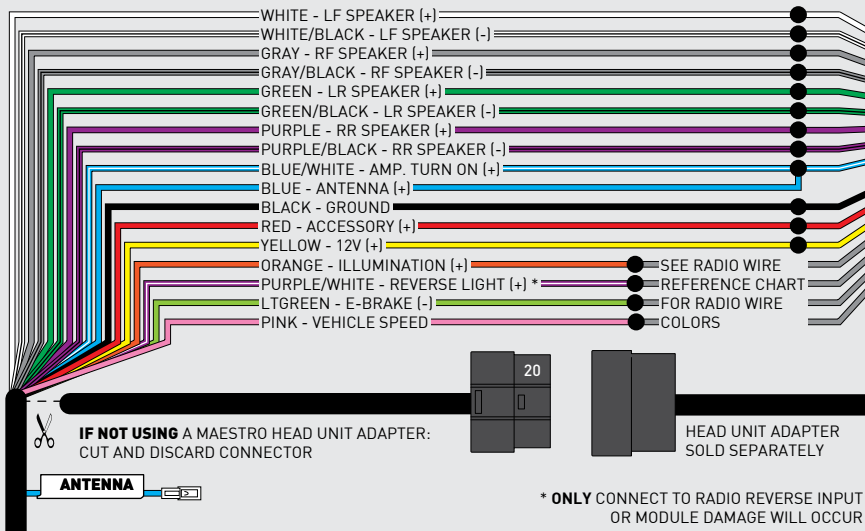 WHITE - LF SPEAKER (+)
WHITE/BLACK - LF SPEAKER (-)
GRAY - RF SPEAKER (+)
GRAY/BLACK - RF SPEAKER (-)
GREEN - LR SPEAKER (+)
GREEN/BLACK - LR SPEAKER (-)
PURPLE - RR SPEAKER (+)
PURPLE/BLACK - RR SPEAKER (-)
BLUE/WHITE - AMP. TURN ON (+)
BLUE - ANTENNA (+)
BLACK - GROUND
RED - ACCESSORY (+)
YELLOW - 12V (+)
ORANGE - ILLUMINATION (+)
PURPLE/WHITE - REVERSE LIGHT (+) *
LTGREEN - E-BRAKE (-)
PINK - VEHICLE SPEED
SEE RADIO WIRE
REFERENCE CHART
FOR RADIO WIRE
COLORS
20
IF NOT USING A MAESTRO HEAD UNIT ADAPTER:
CUT AND DISCARD CONNECTOR
HEAD UNIT ADAPTER
SOLD SEPARATELY
ANTENNA
* ONLY CONNECT TO RADIO REVERSE INPUT
OR MODULE DAMAGE WILL OCCUR